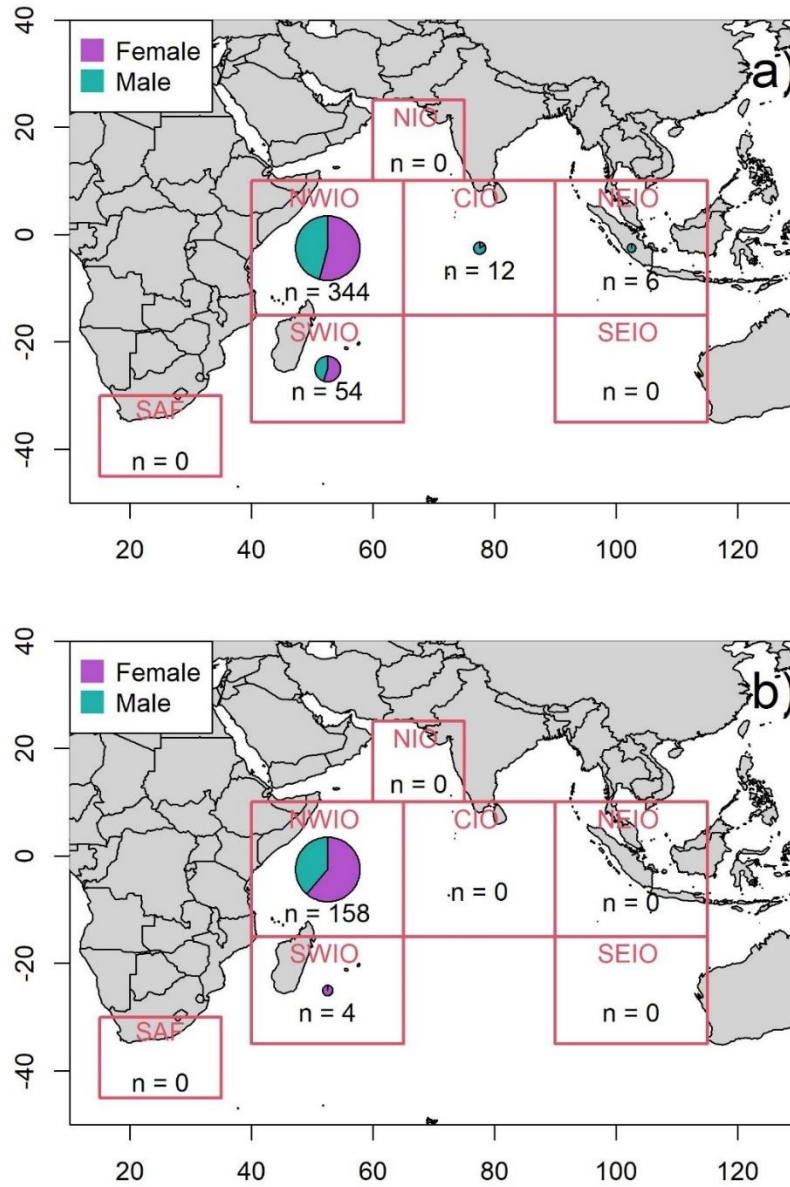 40
20
0
-20
-40
Female
Male
a)
NIO
n = 0
NWIO
CIO
NEIO
n = 344
n = 12
n = 6
SWIO
SEIO
n = 54
n = 0
SAF
n = 0
20 40 60 80 100 120
40
20
0
-20
-40
Female
Male
b)
NIO
n = 0
NWIO
CIO
NEIO
n = 158
n = 0
n = 0
SWIO
SEIO
n = 4
n = 0
SAF
n = 0
20 40 60 80 100 120